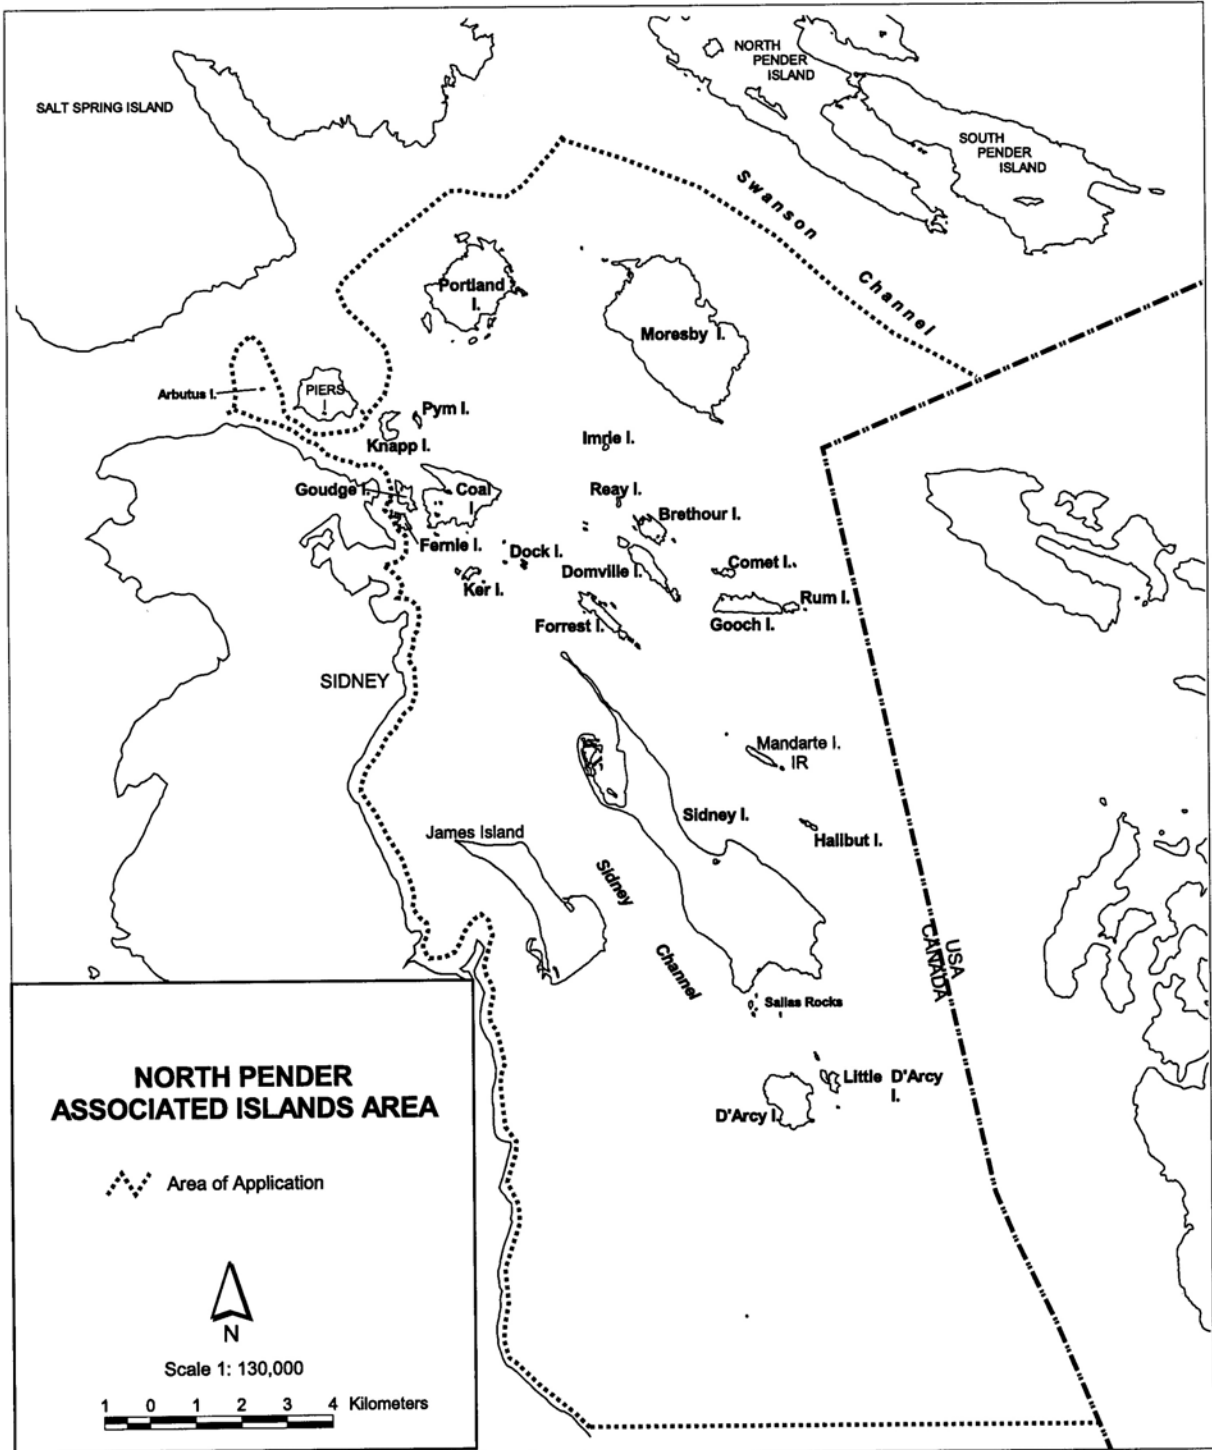 NORTH
PENDER
ISLAND
SALT SPRING ISLAND
SOUTH
PENDER
ISLAND
Swanson
Channel
Portland
I.
Moresby I.
Arbutus I.
PIERS
I
Pym I.
Knapp I.
Imrie I.
Goudge I.
Coal
I
Reay I.
Brethour I.
Fernie I.
Dock I.
Domville I.
Comet I.
Ker I.
Rum I.
Forrest I.
Gooch I.
SIDNEY
Mandarte I.
IR
Sidney I.
James Island
Halibut I.
Sidney
Channel
USA
CANADA
Sallas Rocks
Little D'Arcy
I.
D'Arcy I.
NORTH PENDER
ASSOCIATED ISLANDS AREA
Area of Application
N
Scale 1: 130,000
1 0 1 2 3 4 Kilometers